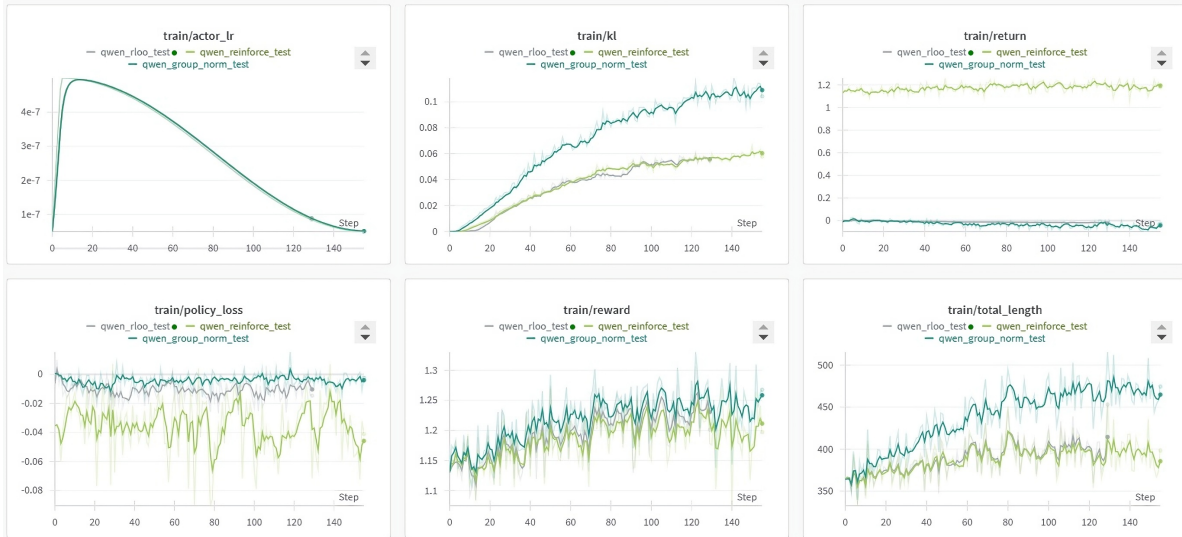 train/actor_lr
qwen_rloo_test qwen_reinforce_test
qwen_group_norm_test
4e-7
3e-7
2e-7
1e-7
Step
0 20 40 60 80 100 120 140
train/kl
qwen_rloo_test qwen_reinforce_test
qwen_group_norm_test
0.1
0.08
0.06
0.04
0.02
0
Step
0 20 40 60 80 100 120 140
train/return
qwen_rloo_test qwen_reinforce_test
qwen_group_norm_test
1.2
1
0.8
0.6
0.4
0.2
0
Step
0 20 40 60 80 100 120 140
train/policy_loss
qwen_rloo_test qwen_reinforce_test
qwen_group_norm_test
0
-0.02
-0.04
-0.06
-0.08
Step
0 20 40 60 80 100 120 140
train/reward
qwen_rloo_test qwen_reinforce_test
qwen_group_norm_test
1.3
1.25
1.2
1.15
1.1
Step
0 20 40 60 80 100 120 140
train/total_length
qwen_rloo_test qwen_reinforce_test
qwen_group_norm_test
500
450
400
350
Step
0 20 40 60 80 100 120 140